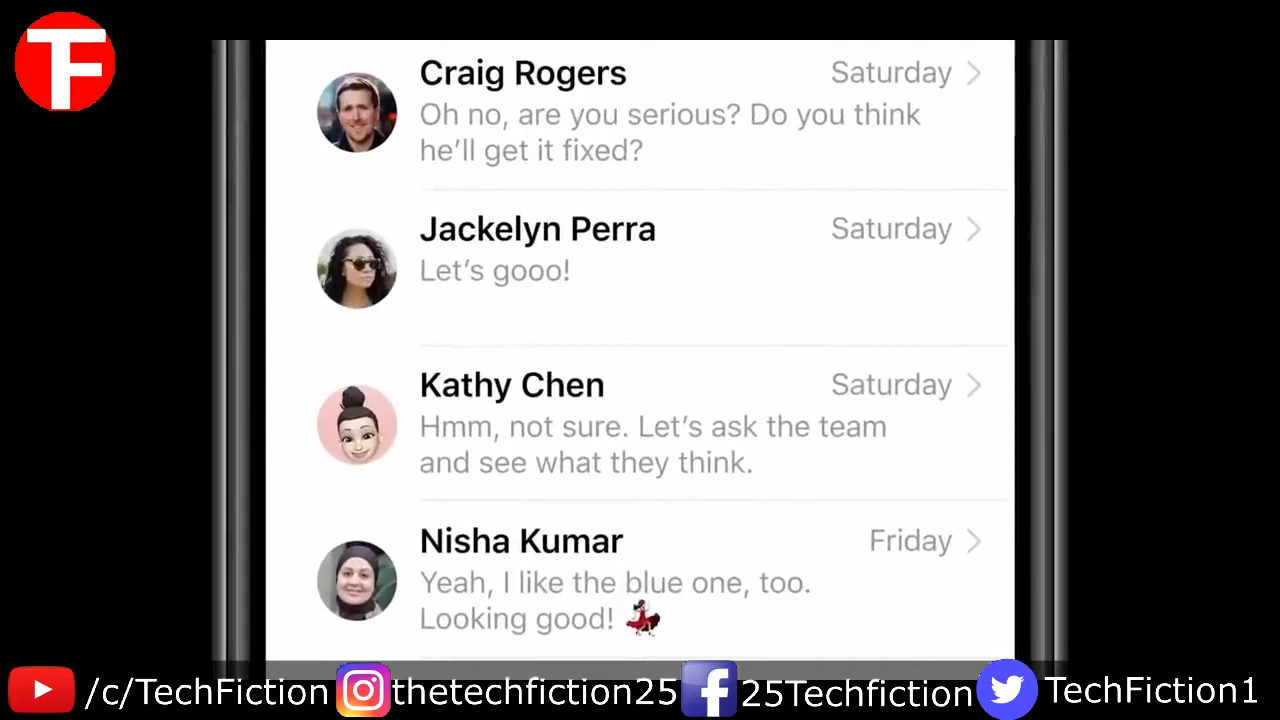 TF
Craig Rogers Saturday
Oh no, are you serious? Do you think
he’ll get it fixed?
Jackelyn Perra Saturday
Let’s gooo!
Kathy Chen Saturday
Hmm, not sure. Let’s ask the team
and see what they think.
Nisha Kumar Friday
Yeah, I like the blue one, too.
Looking good! 💃
/c/TechFiction thetechfiction25 25Techfiction TechFiction1